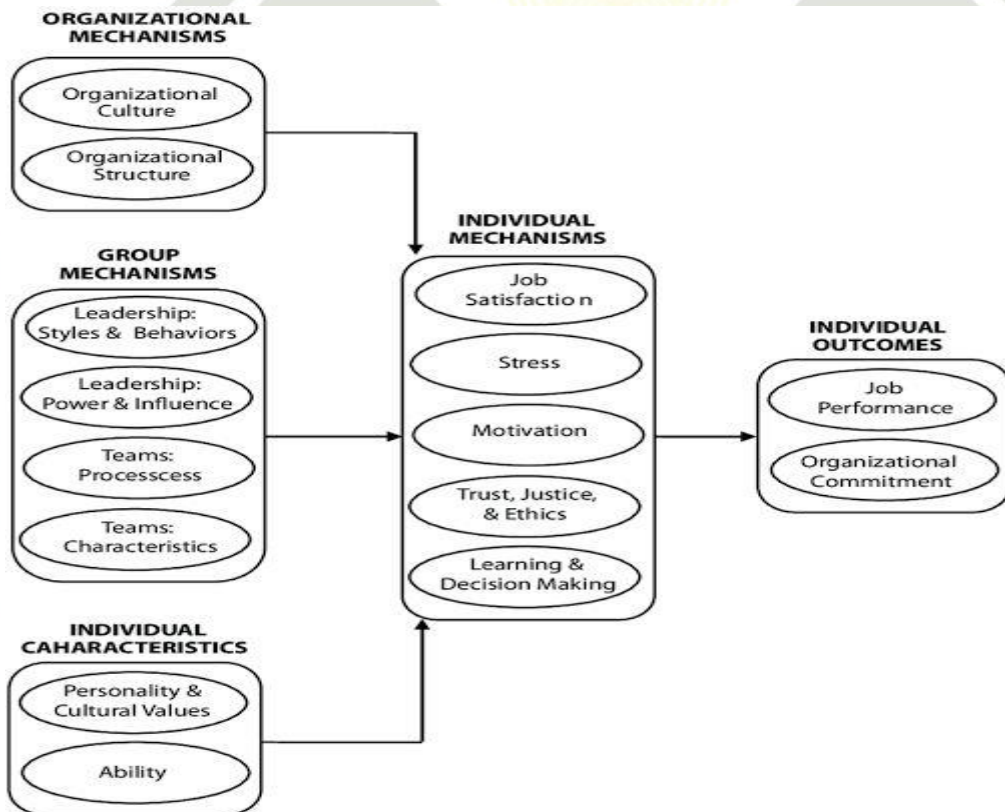 ORGANIZATIONAL
MECHANISMS
Organizational
Culture
Organizational
Structure
GROUP
MECHANISMS
Leadership:
Styles & Behaviors
Leadership:
Power & Influence
Teams:
Processcess
Teams:
Characteristics
INDIVIDUAL
CAHARACTERISTICS
Personality &
Cultural Values
Ability
INDIVIDUAL
MECHANISMS
Job
Satisfaction
Stress
Motivation
Trust, Justice,
& Ethics
Learning &
Decision Making
INDIVIDUAL
OUTCOMES
Job
Performance
Organizational
Commitment